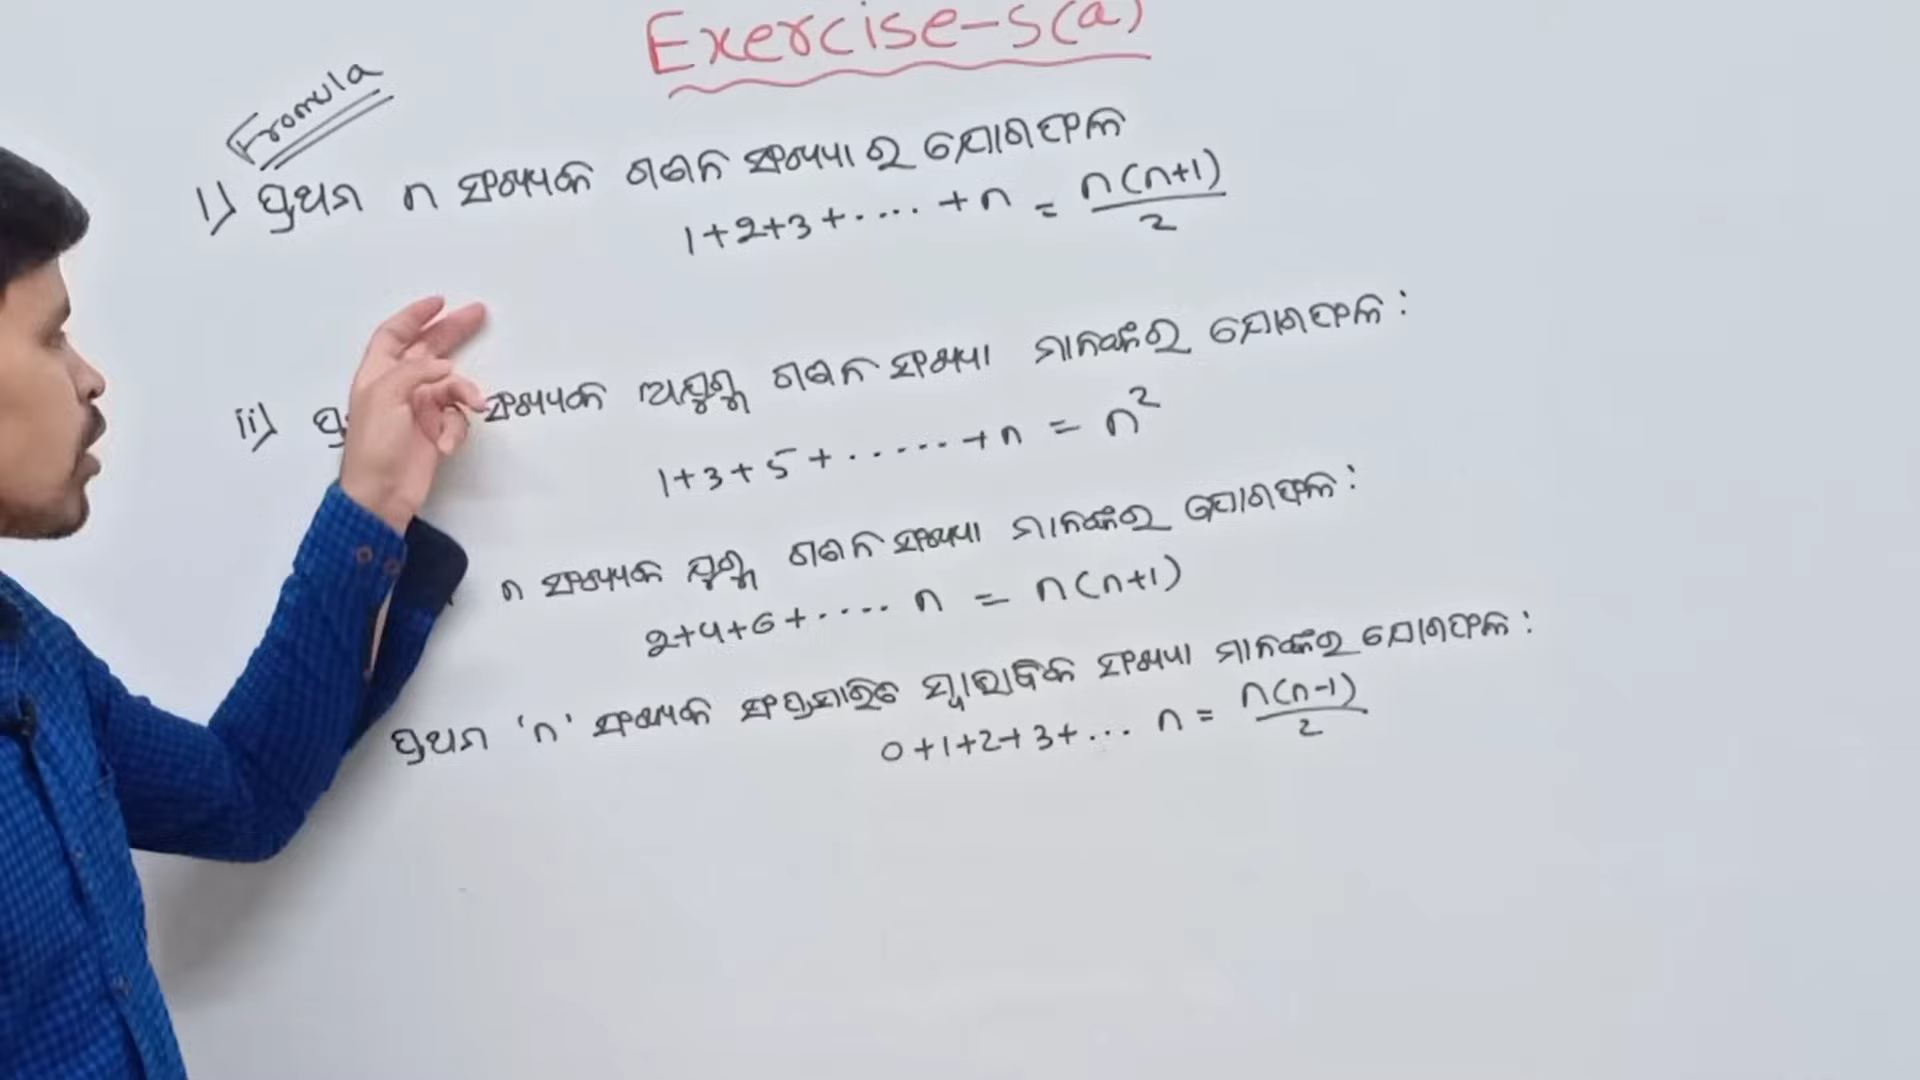 Exercise-5(a)
Fromula
i) ପ୍ରଥମ n ସଂଖ୍ୟକ ଗଣନ ସଂଖ୍ୟା ର ଯୋଗଫଳ
1+2+3+....+n = n(n+1)/2
ii) ସଂଖ୍ୟକ ଅଯୁଗ୍ମ ଗଣନ ସଂଖ୍ୟା ମାନଙ୍କର ଯୋଗଫଳ :
1+3+5+......+n = n²
n ସଂଖ୍ୟକ ଯୁଗ୍ମ ଗଣନ ସଂଖ୍ୟା ମାନଙ୍କର ଯୋଗଫଳ :
2+4+6+.... n = n(n+1)
ପ୍ରଥମ 'n' ସଂଖ୍ୟକ ସଂପ୍ରସାରିତ ସ୍ୱାଭାବିକ ସଂଖ୍ୟା ମାନଙ୍କର ଯୋଗଫଳ :
0+1+2+3+... n = n(n-1)/2